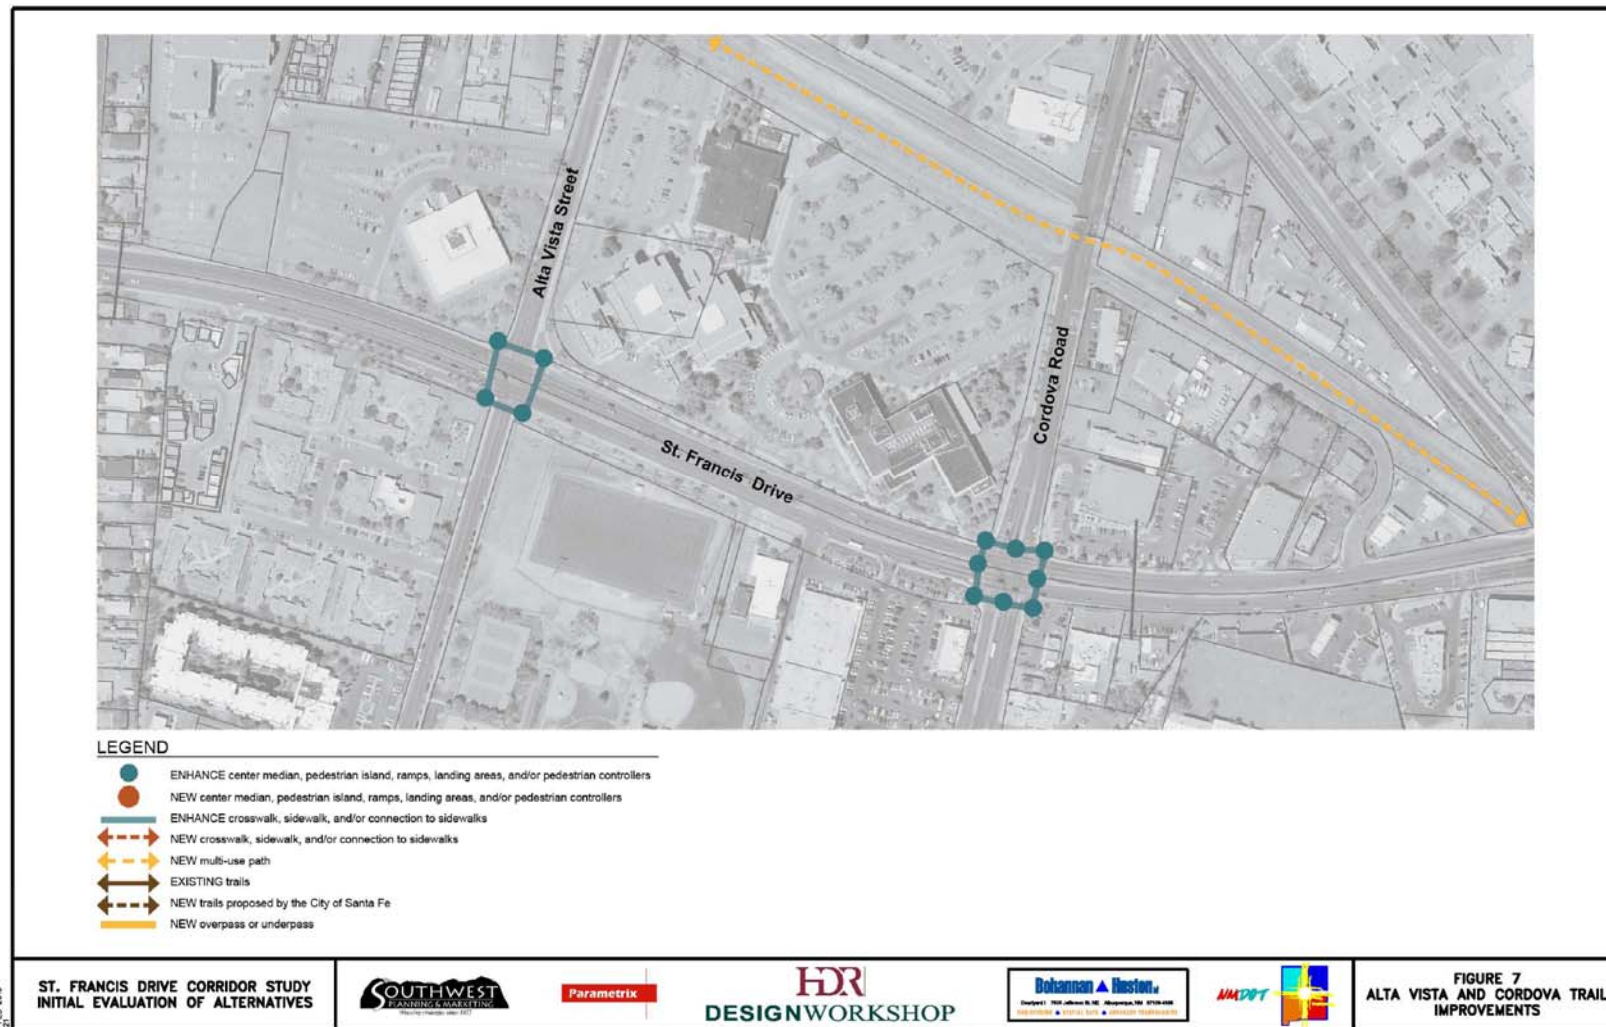 Alta Vista Street
Cordova Road
St. Francis Drive
LEGEND
ENHANCE center median, pedestrian island, ramps, landing areas, and/or pedestrian controllers
NEW center median, pedestrian island, ramps, landing areas, and/or pedestrian controllers
ENHANCE crosswalk, sidewalk, and/or connection to sidewalks
NEW crosswalk, sidewalk, and/or connection to sidewalks
NEW multi-use path
EXISTING trails
NEW trails proposed by the City of Santa Fe
NEW overpass or underpass
ST. FRANCIS DRIVE CORRIDOR STUDY
INITIAL EVALUATION OF ALTERNATIVES
SOUTHWEST
PLANNING & MARKETING
Parametrix
HDR
DESIGNWORKSHOP
Bohannan Huston
NMDOT
FIGURE 7
ALTA VISTA AND CORDOVA TRAIL
IMPROVEMENTS